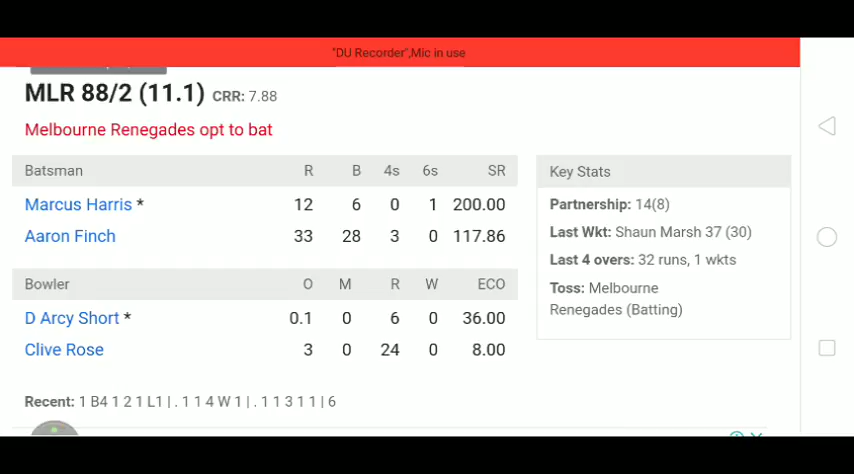 "DU Recorder",Mic in use
MLR 88/2 (11.1) CRR: 7.88
Melbourne Renegades opt to bat
Batsman R B 4s 6s SR
Marcus Harris * 12 6 0 1 200.00
Aaron Finch 33 28 3 0 117.86
Bowler O M R W ECO
D Arcy Short * 0.1 0 6 0 36.00
Clive Rose 3 0 24 0 8.00
Recent: 1 B4 1 2 1 L1 | . 1 1 4 W 1 | . 1 1 3 1 1 | 6
Key Stats
Partnership: 14(8)
Last Wkt: Shaun Marsh 37 (30)
Last 4 overs: 32 runs, 1 wkts
Toss: Melbourne
Renegades (Batting)